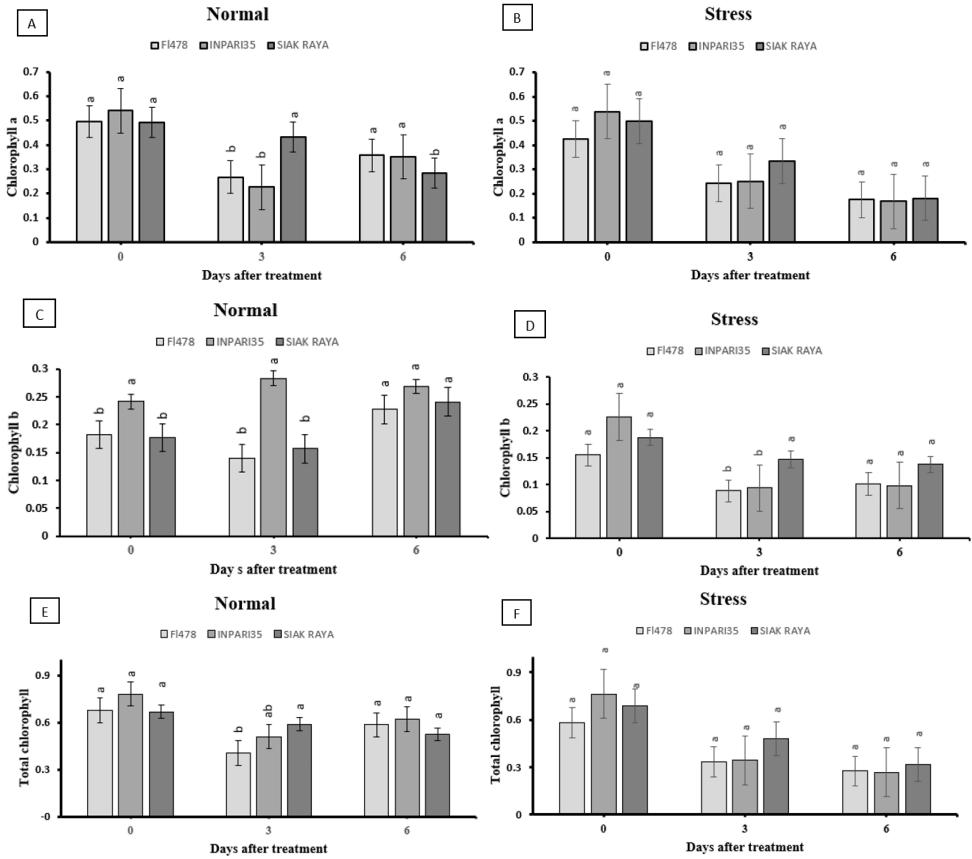 A
Normal
Fl478 INPARI35 SIAK RAYA
Chlorophyll a
0.7
0.6
0.5
0.4
0.3
0.2
0.1
0
a a a
b b a
a a b
0 3 6
Days after treatment
B
Stress
Fl478 INPARI35 SIAK RAYA
Chlorophyll a
0.7
0.6
0.5
0.4
0.3
0.2
0.1
0
a a a
a a a
a a a
0 3 6
Days after treatment
C
Normal
Fl478 INPARI35 SIAK RAYA
Chlorophyll b
0.3
0.25
0.2
0.15
0.1
0.05
0
b a b
b a b
a a a
0 3 6
Day s after treatment
D
Stress
Fl478 INPARI35 SIAK RAYA
Chlorophyll b
0.3
0.25
0.2
0.15
0.1
0.05
0
a a a
b b a
a a a
0 3 6
Days after treatment
E
Normal
Fl478 INPARI35 SIAK RAYA
Total chlorophyll
0.9
0.6
0.3
-0
a a a
b ab a
a a a
0 3 6
Days after treatment
F
Stress
Fl478 INPARI35 SIAK RAYA
Total chlorophyll
0.9
0.6
0.3
0
a a a
a a a
a a a
0 3 6
Days after treatment